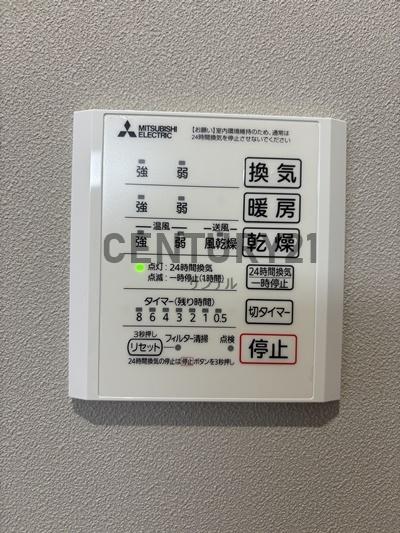 MITSUBISHI ELECTRIC
【お願い】室内環境維持のため、通常は
24時間換気を停止させないでください
強 弱 換気
強 弱 暖房
温風 送風
強 弱 風乾燥 乾燥
CENTURY21
点灯：24時間換気
点滅：一時停止(1時間)
24時間換気
一時停止
サンプル
タイマー(残り時間)
8 6 4 3 2 1 0.5
切タイマー
3秒押し
リセット フィルター清掃 点検
停止
24時間換気の停止は停止ボタンを3秒押し